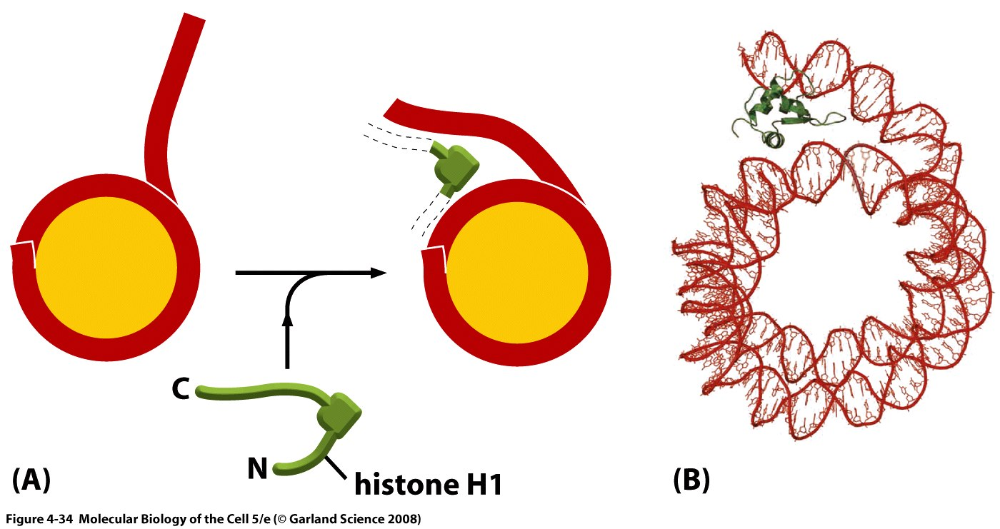 C
N
histone H1
(A)
(B)
Figure 4-34 Molecular Biology of the Cell 5/e (© Garland Science 2008)